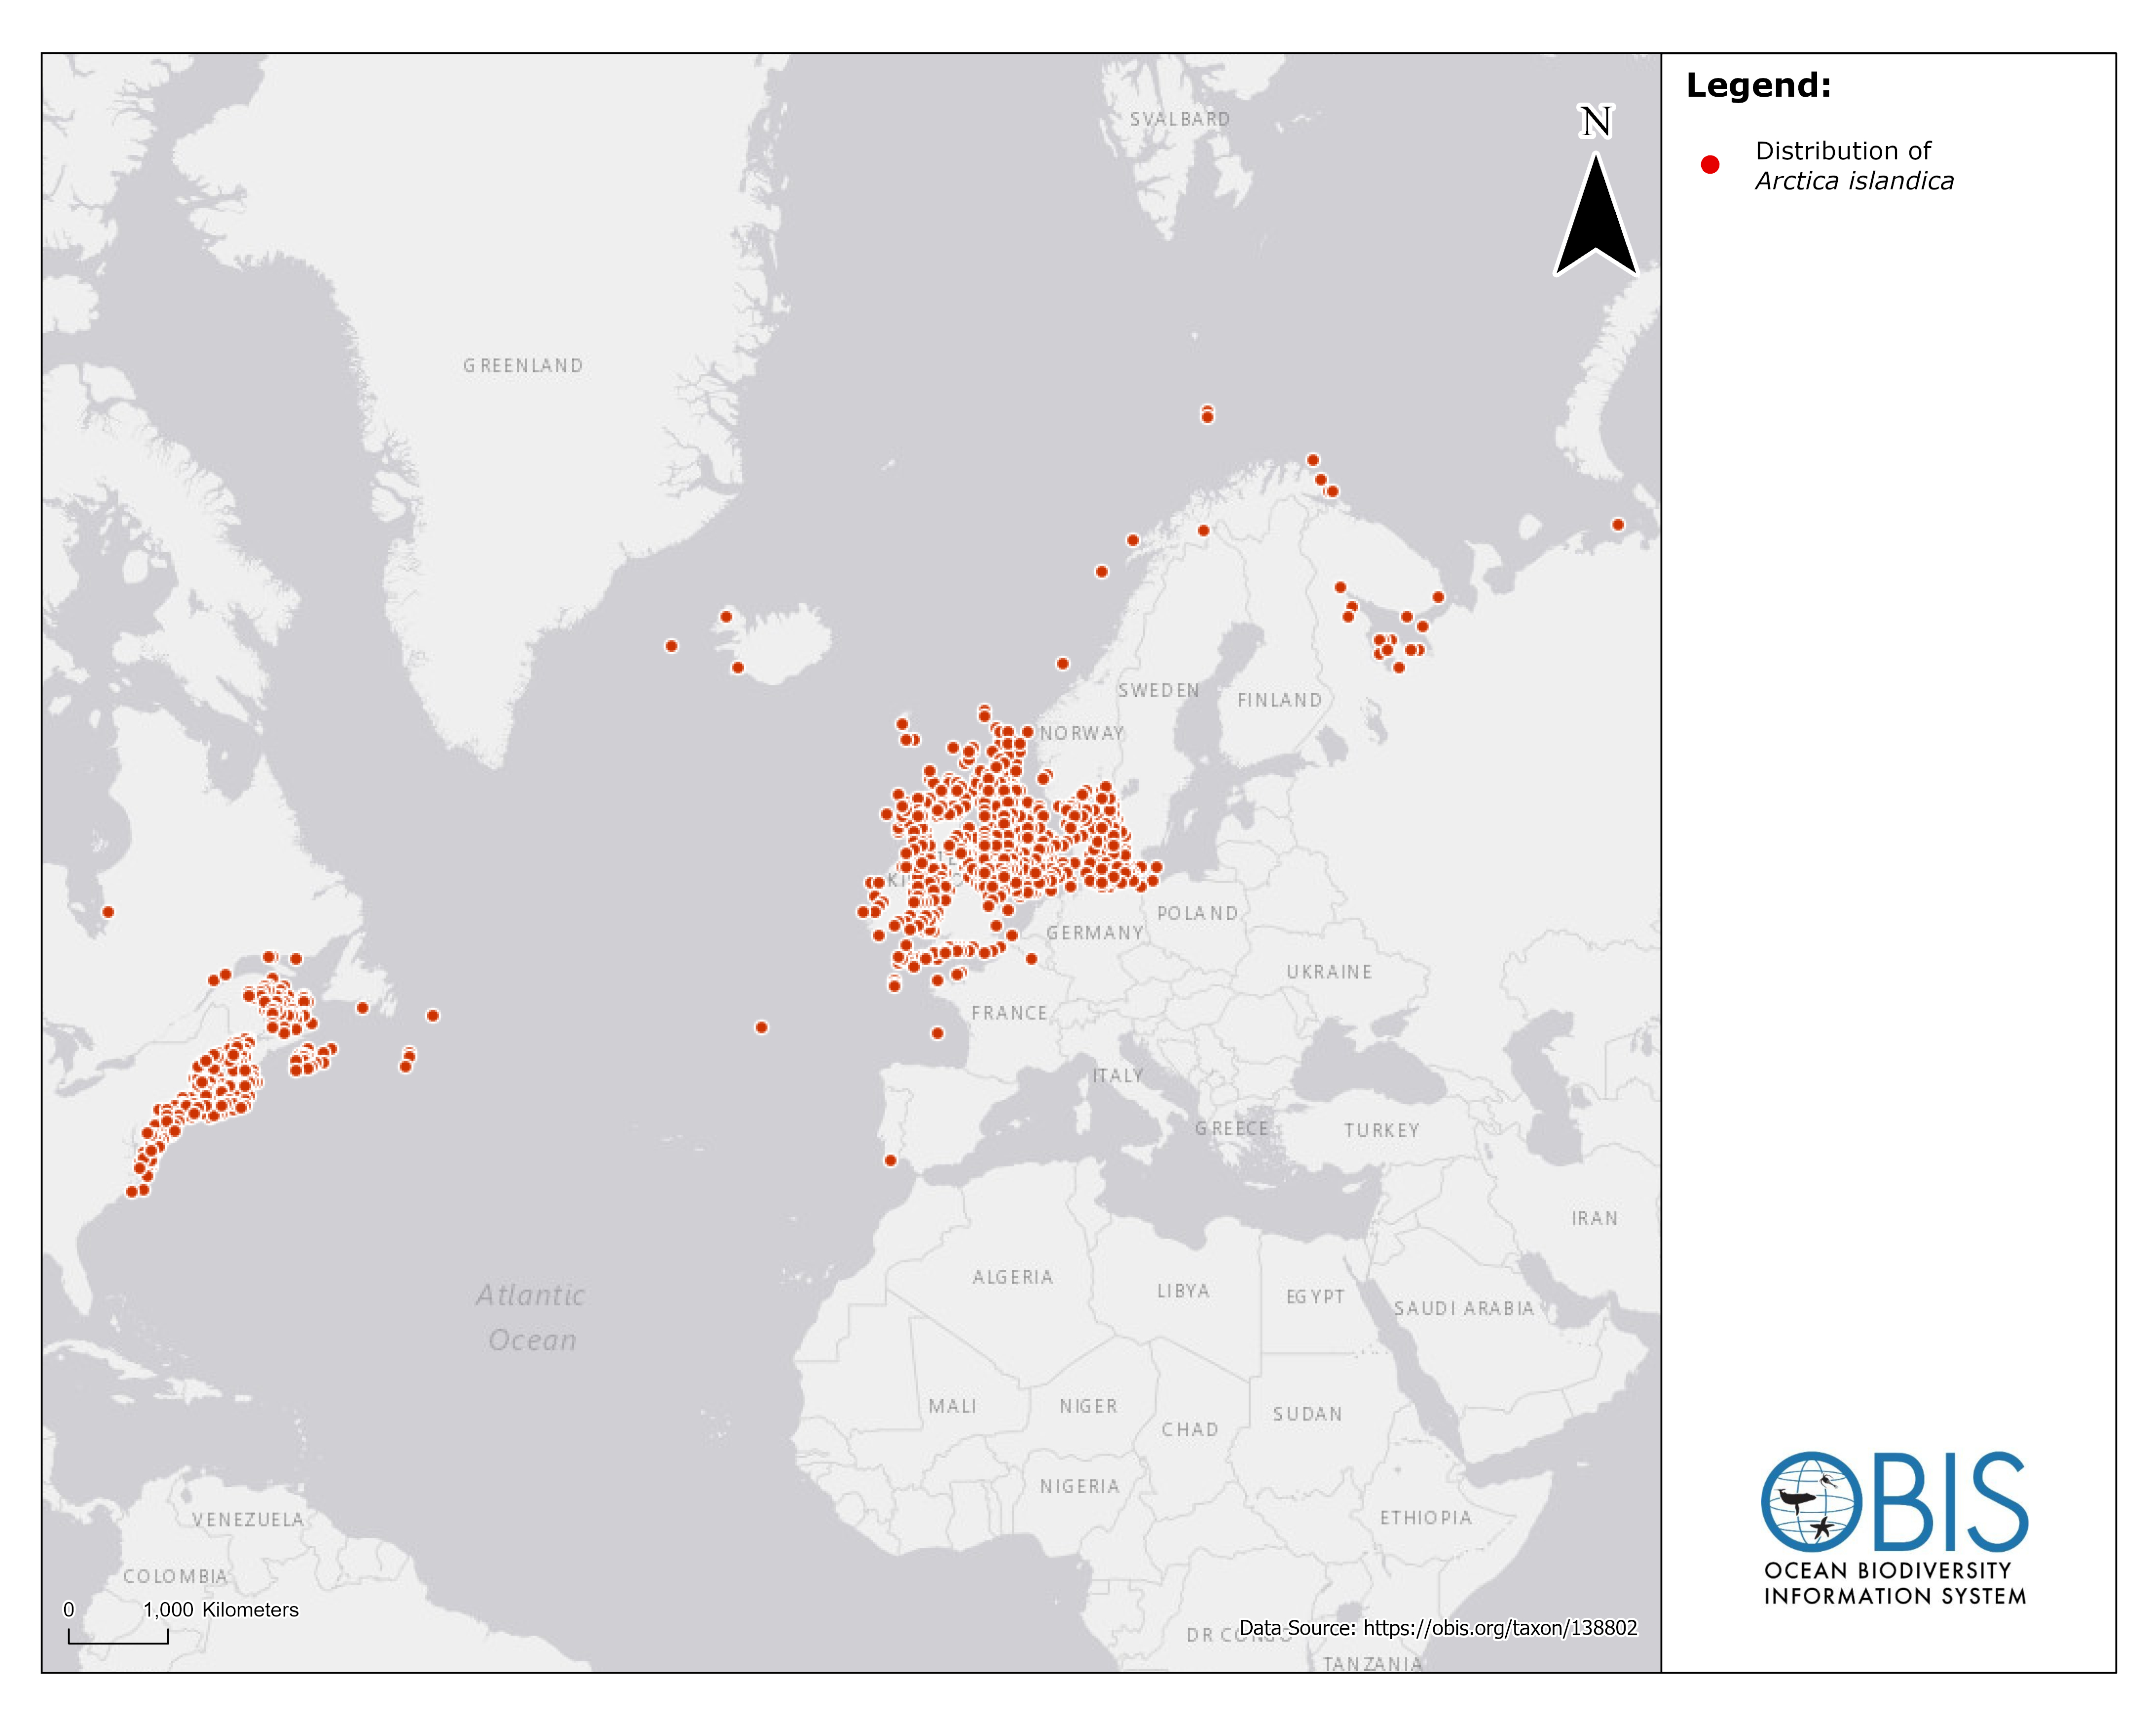 Legend:
Distribution of
Arctica islandica
N
SVALBARD
GREENLAND
SWEDEN
FINLAND
NORWAY
POLAND
GERMANY
UKRAINE
FRANCE
ITALY
GREECE
TURKEY
IRAN
ALGERIA
LIBYA
EGYPT
SAUDI ARABIA
Atlantic
Ocean
MALI
NIGER
SUDAN
CHAD
NIGERIA
VENEZUELA
ETHIOPIA
COLOMBIA
0 1,000 Kilometers
Data Source: https://obis.org/taxon/138802
DR CONGO
TANZANIA
OBIS
OCEAN BIODIVERSITY
INFORMATION SYSTEM